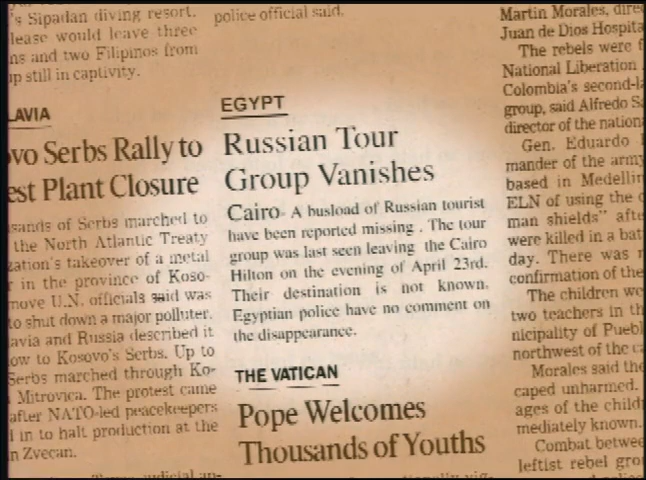 's Sipadan diving resort.
lease would leave three
ns and two Filipinos from
up still in captivity.
LAVIA
ovo Serbs Rally to
est Plant Closure
sands of Serbs marched to
the North Atlantic Treaty
zation's takeover of a metal
r in the province of Koso-
move U.N. officials said was
to shut down a major polluter.
avia and Russia described it
ow to Kosovo's Serbs. Up to
Serbs marched through Ko-
Mitrovica. The protest came
after NATO-led peacekeepers
l in to halt production at the
n Zvecan.
judicial an-
police official said.
EGYPT
Russian Tour
Group Vanishes
Cairo- A busload of Russian tourist
have been reported missing . The tour
group was last seen leaving the Cairo
Hilton on the evening of April 23rd.
Their destination is not known.
Egyptian police have no comment on
the disappearance.
THE VATICAN
Pope Welcomes
Thousands of Youths
Martin Morales, direc
Juan de Dios Hospita
The rebels were f
National Liberation
Colombia's second-la
group, said Alfredo Sa
director of the nationa
Gen. Eduardo
mander of the army
based in Medellin
ELN of using the c
man shields" afte
were killed in a bat
day. There was n
confirmation of the
The children we
two teachers in th
nicipality of Puebl
northwest of the ca
Morales said the
caped unharmed.
ages of the child
mediately known.
Combat betwee
leftist rebel gro